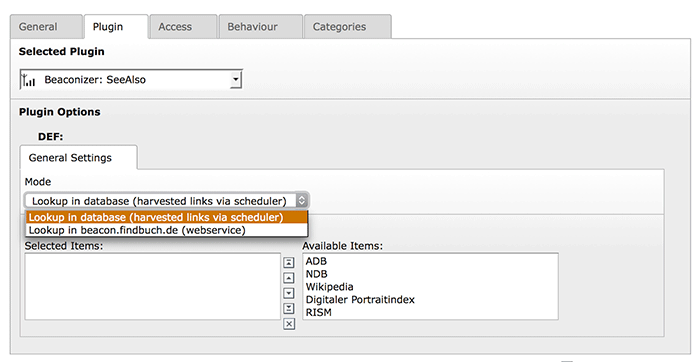 General Plugin Access Behaviour Categories
Selected Plugin
Beaconizer: SeeAlso
Plugin Options
DEF:
General Settings
Mode
Lookup in database (harvested links via scheduler)
Lookup in database (harvested links via scheduler)
Lookup in beacon.findbuch.de (webservice)
Selected Items: Available Items:
ADB
NDB
Wikipedia
Digitaler Portraitindex
RISM